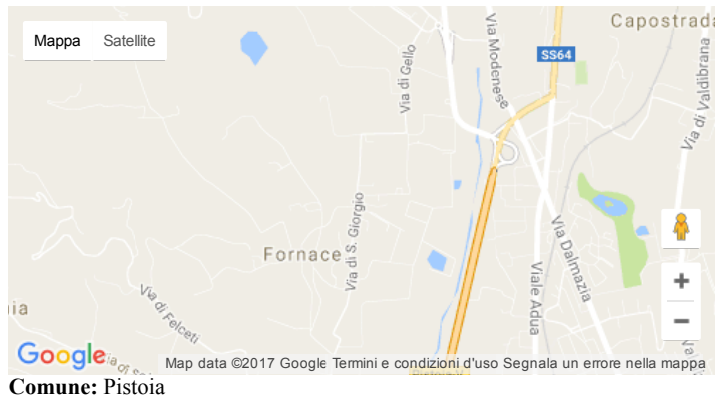 Mappa Satellite
Capostrada
SS64
Via Modenese
Via di Gello
Via di Valdibrana
Via di S. Giorgio
Fornace
Via Dalmazia
Viale Adua
Via di Felceti
ia
Google
Map data ©2017 Google Termini e condizioni d'uso Segnala un errore nella mappa
Comune: Pistoia